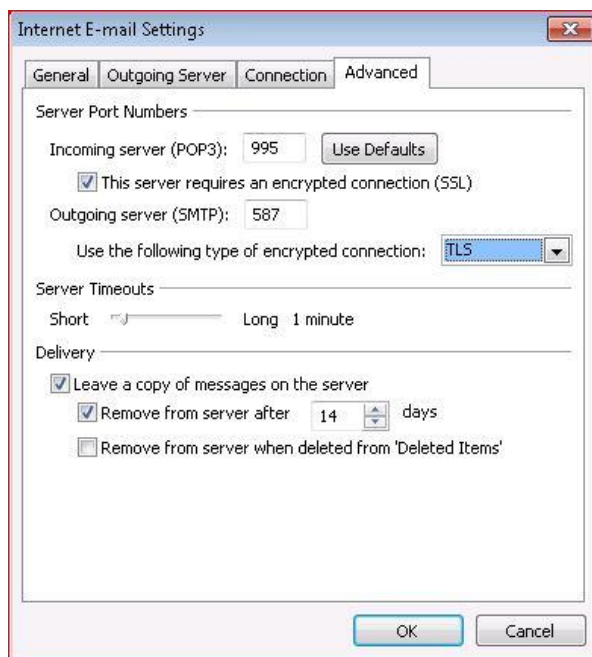 Internet E-mail Settings
General Outgoing Server Connection Advanced
Server Port Numbers
Incoming server (POP3): 995 Use Defaults
This server requires an encrypted connection (SSL)
Outgoing server (SMTP): 587
Use the following type of encrypted connection: TLS
Server Timeouts
Short Long 1 minute
Delivery
Leave a copy of messages on the server
Remove from server after 14 days
Remove from server when deleted from 'Deleted Items'
OK Cancel